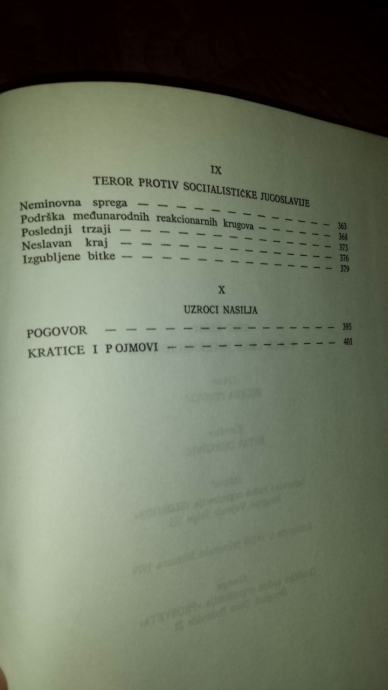 IX
TEROR PROTIV SOCIJALISTIČKE JUGOSLAVIJE
Neminovna sprega — — — — — — — — — — 363
Podrška međunarodnih reakcionarnih krugova — — — — 368
Poslednji trzaji — — — — — — — — — — 373
Neslavan kraj — — — — — — — — — — 376
Izgubljene bitke — — — — — — — — — — 379
X
UZROCI NASILJA
POGOVOR — — — — — — — — — — 395
KRATICE I POJMOVI — — — — — — — — 401